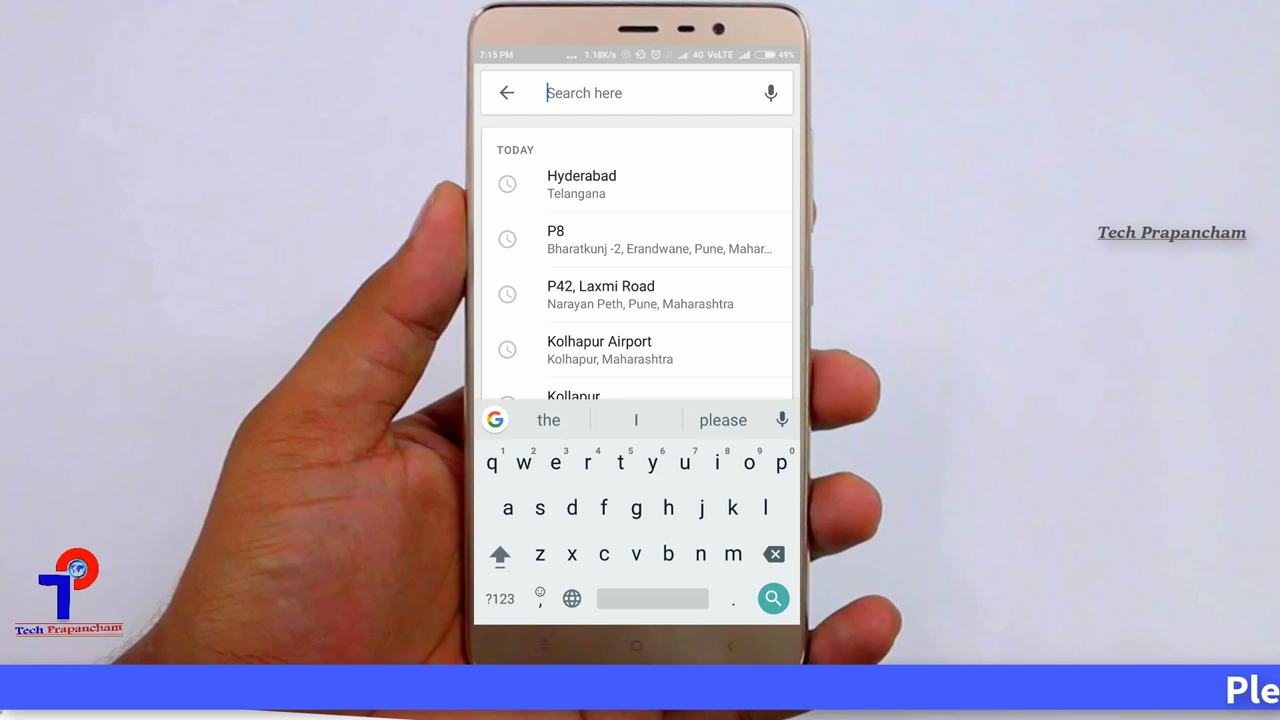 7:15 PM ... 1.18K/s 4G VoLTE 49%
Search here
TODAY
Hyderabad
Telangana
P8
Bharatkunj -2, Erandwane, Pune, Mahar...
P42, Laxmi Road
Narayan Peth, Pune, Maharashtra
Kolhapur Airport
Kolhapur, Maharashtra
Kollapur
the I please
1 2 3 4 5 6 7 8 9 0
q w e r t y u i o p
a s d f g h j k l
z x c v b n m
?123 , .
Tech Prapancham
Tech Prapancham
Ple